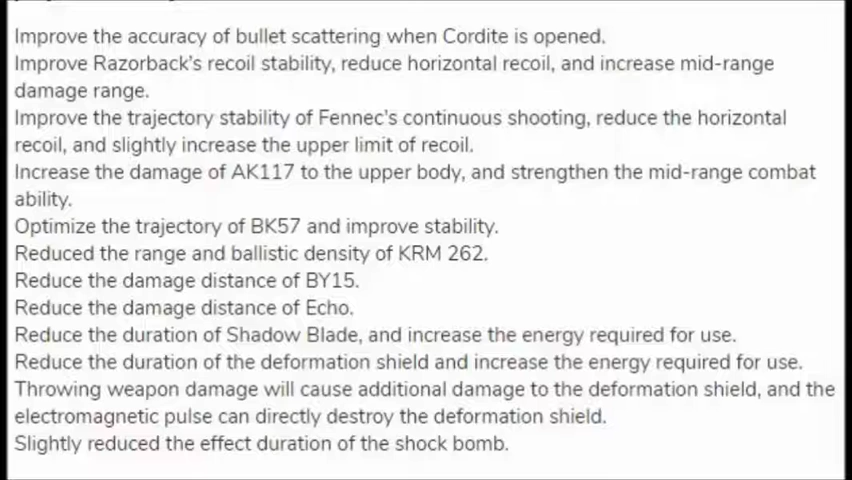 Improve the accuracy of bullet scattering when Cordite is opened.
Improve Razorback's recoil stability, reduce horizontal recoil, and increase mid-range
damage range.
Improve the trajectory stability of Fennec's continuous shooting, reduce the horizontal
recoil, and slightly increase the upper limit of recoil.
Increase the damage of AK117 to the upper body, and strengthen the mid-range combat
ability.
Optimize the trajectory of BK57 and improve stability.
Reduced the range and ballistic density of KRM 262.
Reduce the damage distance of BY15.
Reduce the damage distance of Echo.
Reduce the duration of Shadow Blade, and increase the energy required for use.
Reduce the duration of the deformation shield and increase the energy required for use.
Throwing weapon damage will cause additional damage to the deformation shield, and the
electromagnetic pulse can directly destroy the deformation shield.
Slightly reduced the effect duration of the shock bomb.